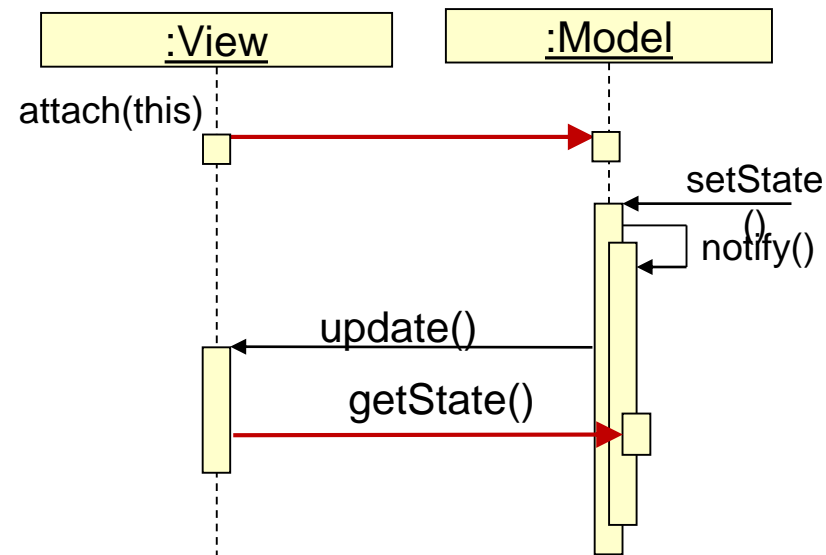 :View
:Model
attach(this)
setState
()
notify()
update()
getState()